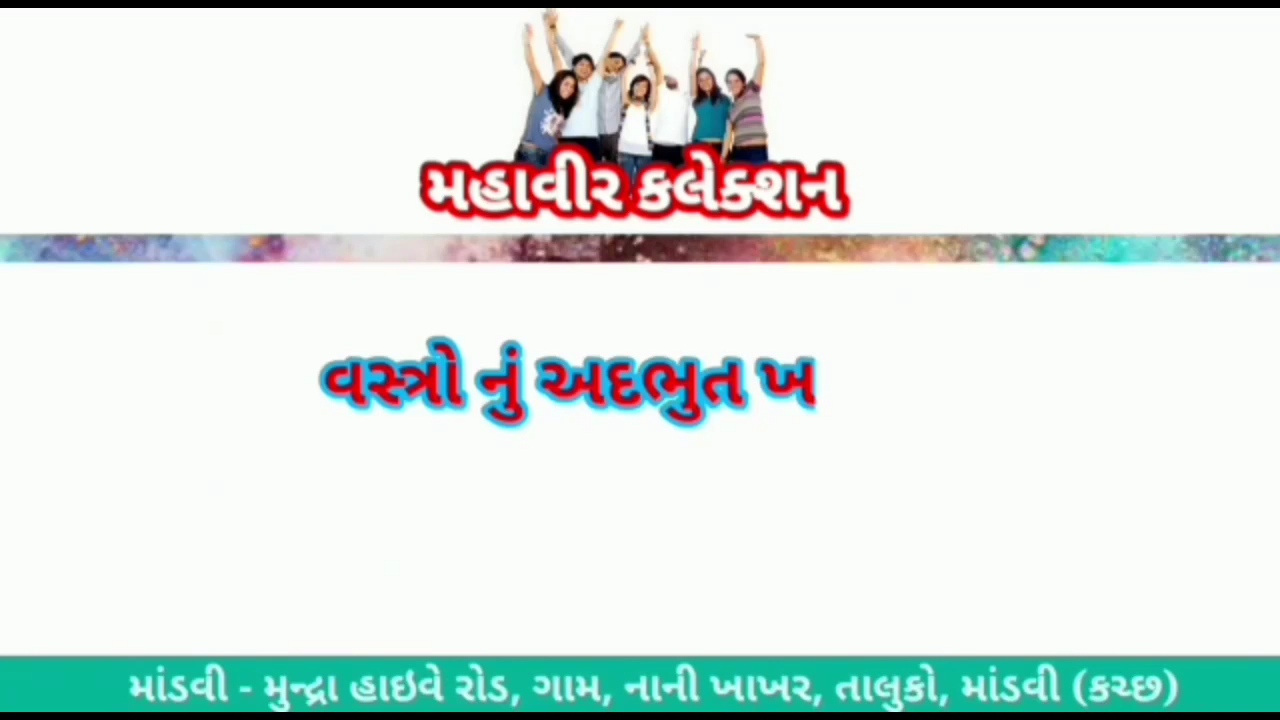 મહાવીર કલેક્શન
વસ્ત્રો નું અદભુત ખ
માંડવી - મુન્દ્રા હાઇવે રોડ, ગામ, નાની ખાખર, તાલુકો, માંડવી (કચ્છ)